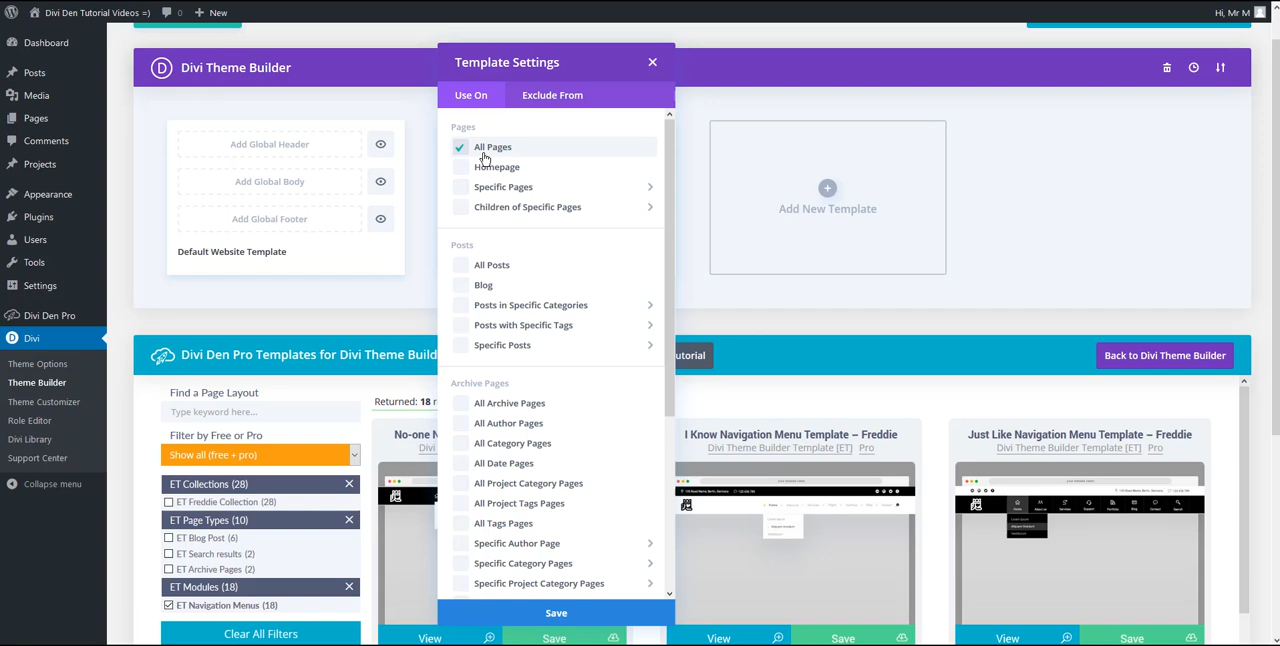 Divi Den Tutorial Videos =)
0
New
Hi, Mr M
Dashboard
Posts
Media
Pages
Comments
Projects
Appearance
Plugins
Users
Tools
Settings
Divi Den Pro
Divi
Theme Options
Theme Builder
Theme Customizer
Role Editor
Divi Library
Support Center
Collapse menu
D
Divi Theme Builder
Add Global Header
Add Global Body
Add Global Footer
Default Website Template
Template Settings
Use On
Exclude From
Pages
All Pages
Homepage
Specific Pages
Children of Specific Pages
Posts
All Posts
Blog
Posts in Specific Categories
Posts with Specific Tags
Specific Posts
Archive Pages
All Archive Pages
All Author Pages
All Category Pages
All Date Pages
All Project Category Pages
All Project Tags Pages
All Tags Pages
Specific Author Page
Specific Category Pages
Specific Project Category Pages
Save
Add New Template
Divi Den Pro Templates for Divi Theme Build
utorial
Back to Divi Theme Builder
Find a Page Layout
Type keyword here...
Filter by Free or Pro
Show all (free + pro)
ET Collections (28)
ET Freddie Collection (28)
ET Page Types (10)
ET Blog Post (6)
ET Search results (2)
ET Archive Pages (2)
ET Modules (18)
ET Navigation Menus (18)
Clear All Filters
Returned: 18 r
No-one N
Divi
View
Save
I Know Navigation Menu Template – Freddie
Divi Builder Theme Template [ET] Pro
View
Save
Just Like Navigation Menu Template – Freddie
Divi Theme Builder Template [ET] Pro
View
Save